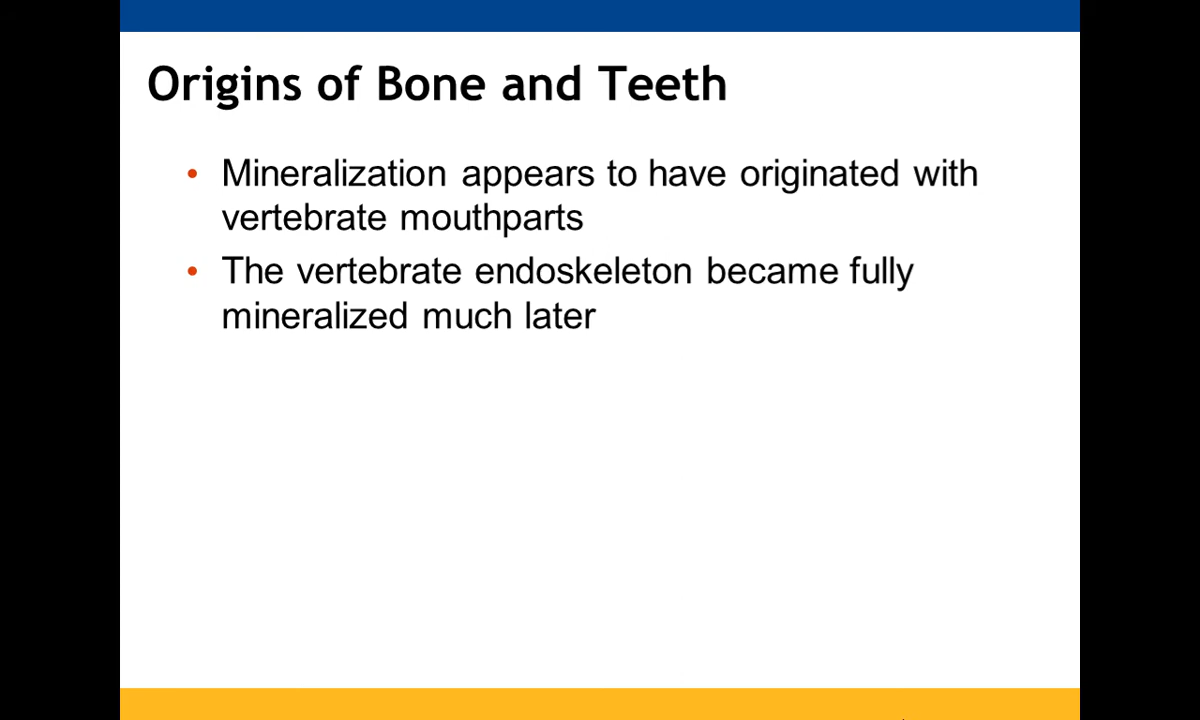 Origins of Bone and Teeth
• Mineralization appears to have originated with
vertebrate mouthparts
• The vertebrate endoskeleton became fully
mineralized much later